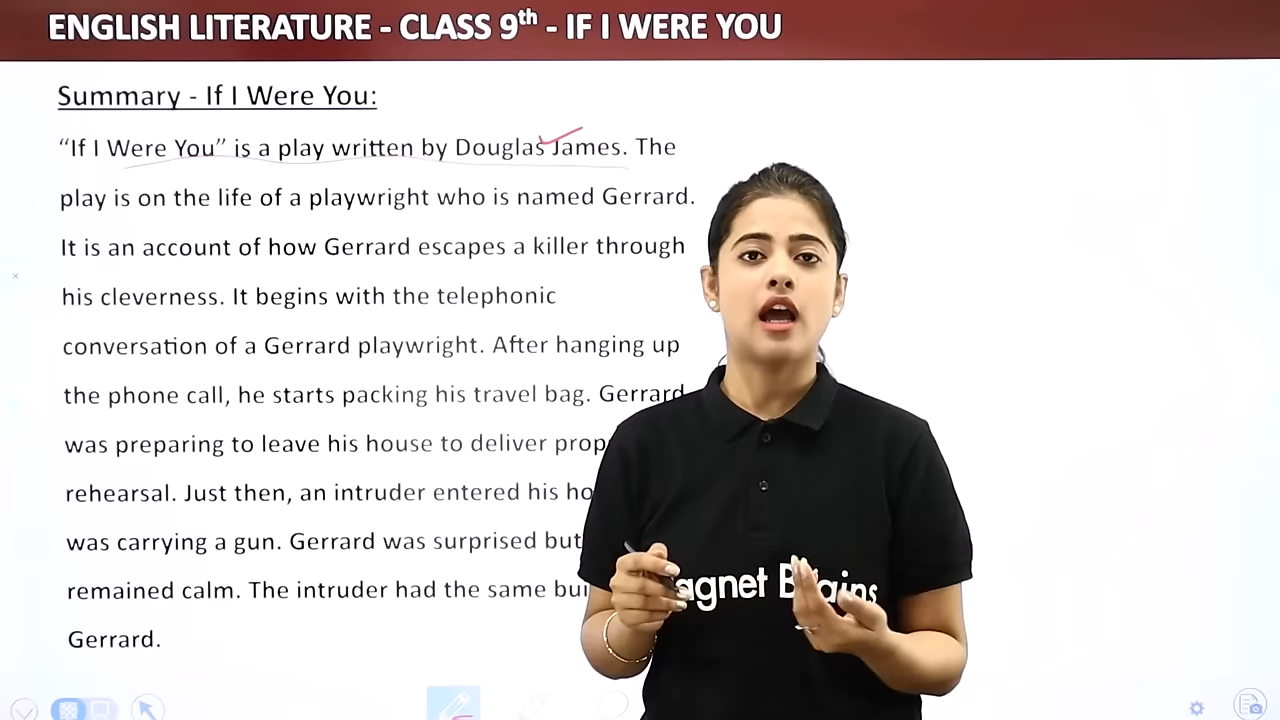 ENGLISH LITERATURE - CLASS 9th - IF I WERE YOU
Summary - If I Were You:
“If I Were You” is a play written by Douglas James. The
play is on the life of a playwright who is named Gerrard.
It is an account of how Gerrard escapes a killer through
his cleverness. It begins with the telephonic
conversation of a Gerrard playwright. After hanging up
the phone call, he starts packing his travel bag. Gerrard
was preparing to leave his house to deliver
rehearsal. Just then, an intruder entered his
was carrying a gun. Gerrard was surprised but
remained calm. The intruder had the same
Gerrard.